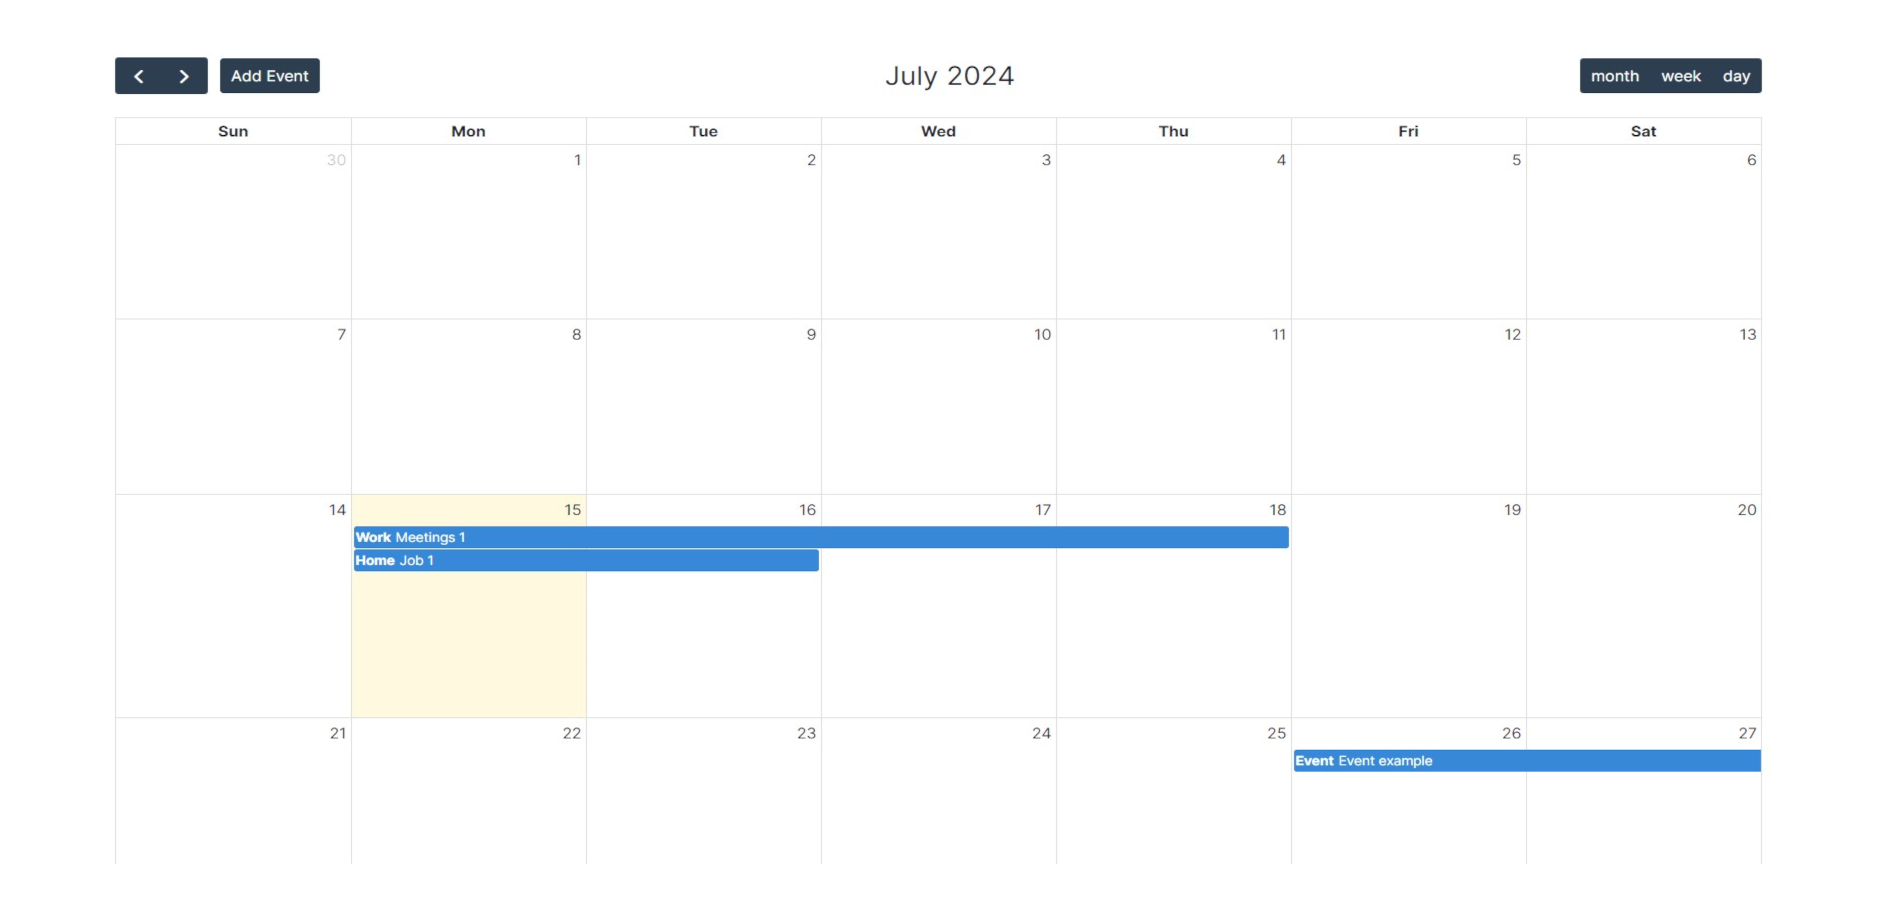 Add Event
July 2024
month week day
Sun Mon Tue Wed Thu Fri Sat
30 1 2 3 4 5 6
7 8 9 10 11 12 13
14 15 16 17 18 19 20
Work Meetings 1
Home Job 1
21 22 23 24 25 26 27
Event Event example